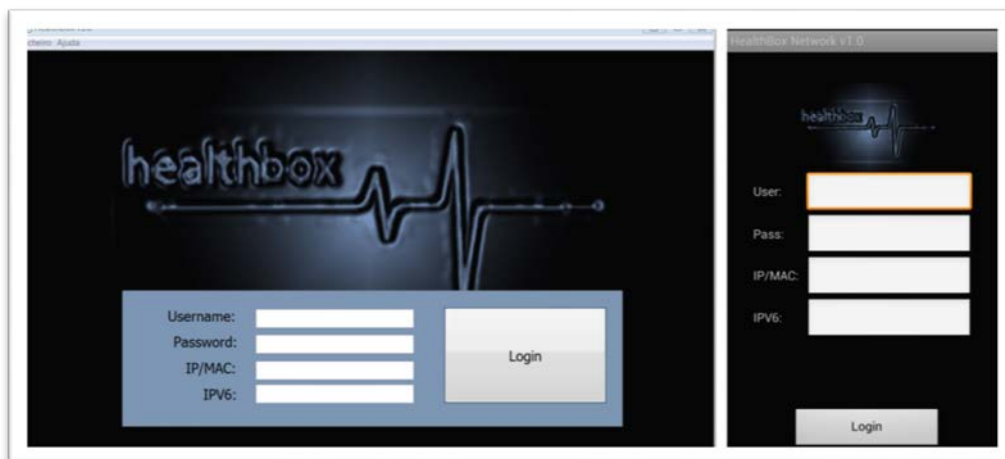 Ajuda
healthbox
Username:
Password:
IP/MAC:
IPV6:
Login
HealthBox Network v1.0
healthbox
User:
Pass:
IP/MAC:
IPV6:
Login